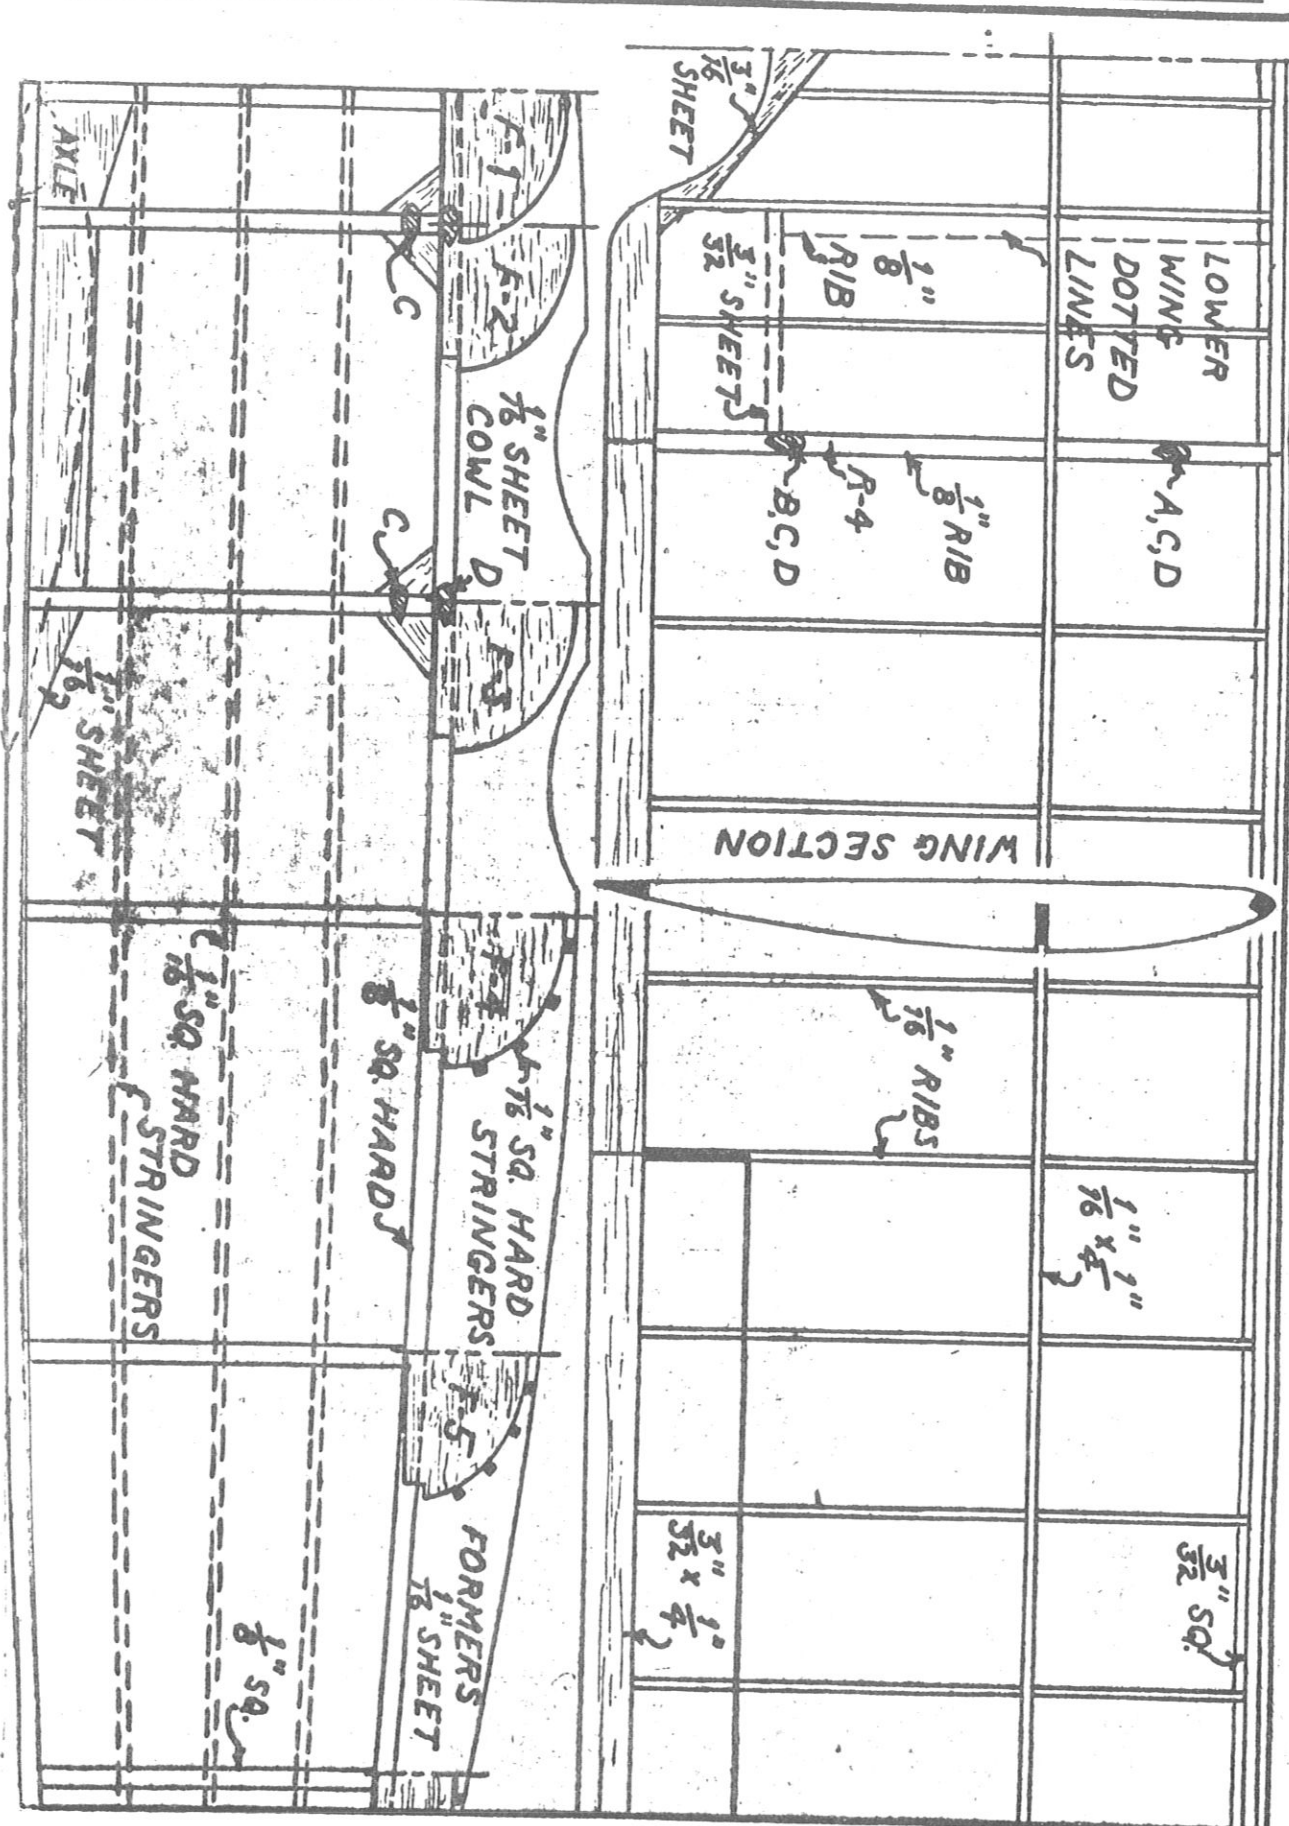 3/16" SHEET
LOWER
WING
DOTTED
LINES
1/8"
RIB
3/32" SHEET
A,C,D
1/8" RIB
R-4
B,C,D
WING SECTION
1/16" RIBS
1/16" x 1/4"
3/32" SQ.
3/32" x 1/4"
F-1
F-2
1/16" SHEET
COWL D
F-3
F-4
1/16" SQ. HARD
STRINGERS
F-5
FORMERS
1/16" SHEET
AXLE
C
C.
1/16" SHEET
1/16" SQ. HARD
STRINGERS
1/8" SQ. HARD
1/8" SQ.